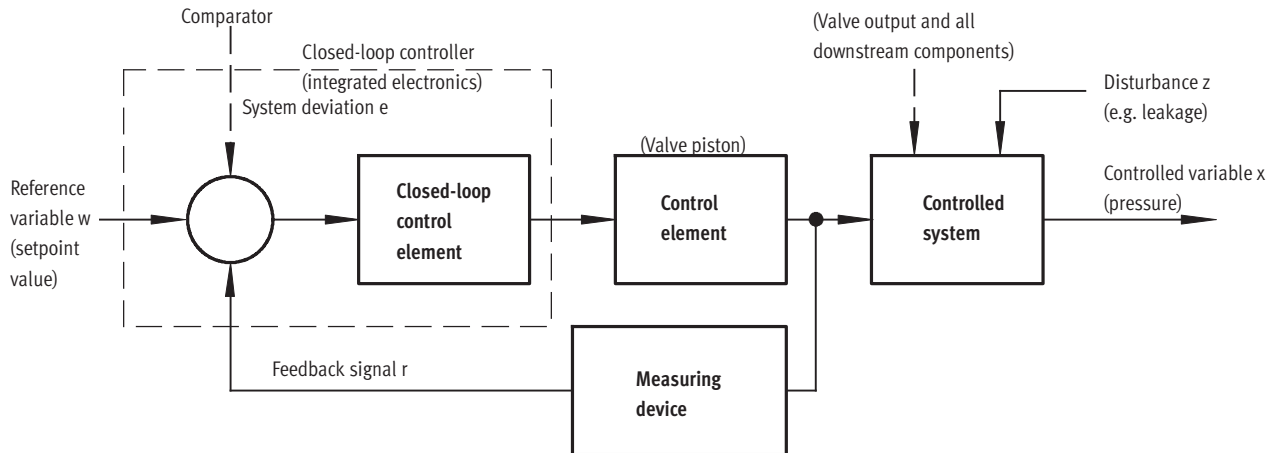 Comparator
Closed-loop controller
(integrated electronics)
System deviation e
(Valve output and all
downstream components)
Disturbance z
(e.g. leakage)
Reference
variable w
(setpoint
value)
Closed-loop
control
element
(Valve piston)
Control
element
Controlled
system
Controlled variable x
(pressure)
Feedback signal r
Measuring
device